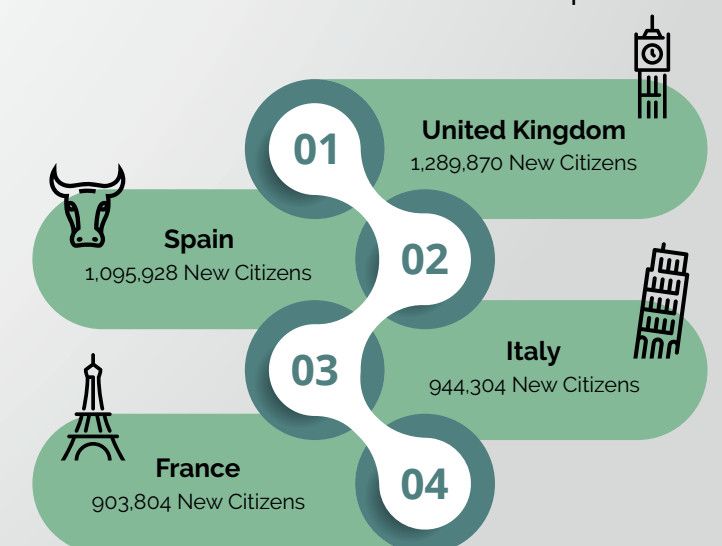 01
United Kingdom
1,289,870 New Citizens
02
Spain
1,095,928 New Citizens
03
Italy
944,304 New Citizens
04
France
903,804 New Citizens